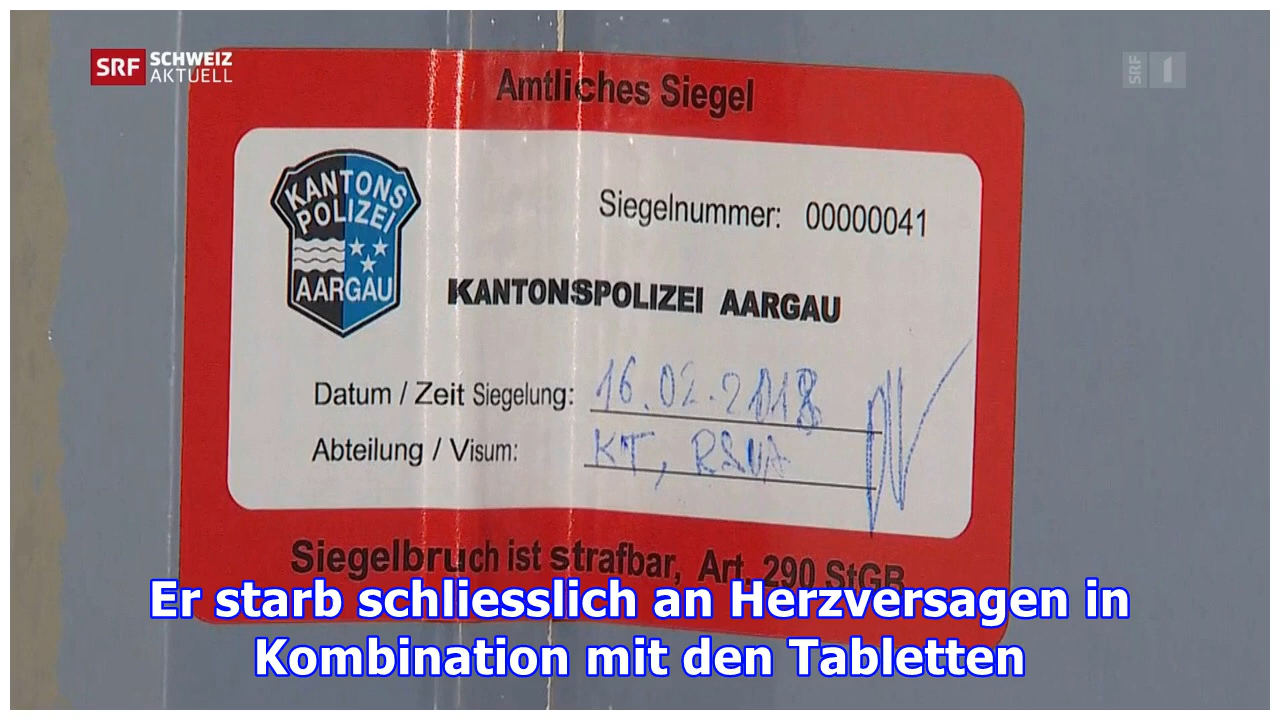 SRF SCHWEIZ
AKTUELL
SRF 1
Amtliches Siegel
KANTONS
POLIZEI
AARGAU
Siegelnummer: 00000041
KANTONSPOLIZEI AARGAU
Datum / Zeit Siegelung: 16.02.2018
Abteilung / Visum: KT,
Siegelbruch ist strafbar, Art. 290 StGB
Er starb schliesslich an Herzversagen in
Kombination mit den Tabletten